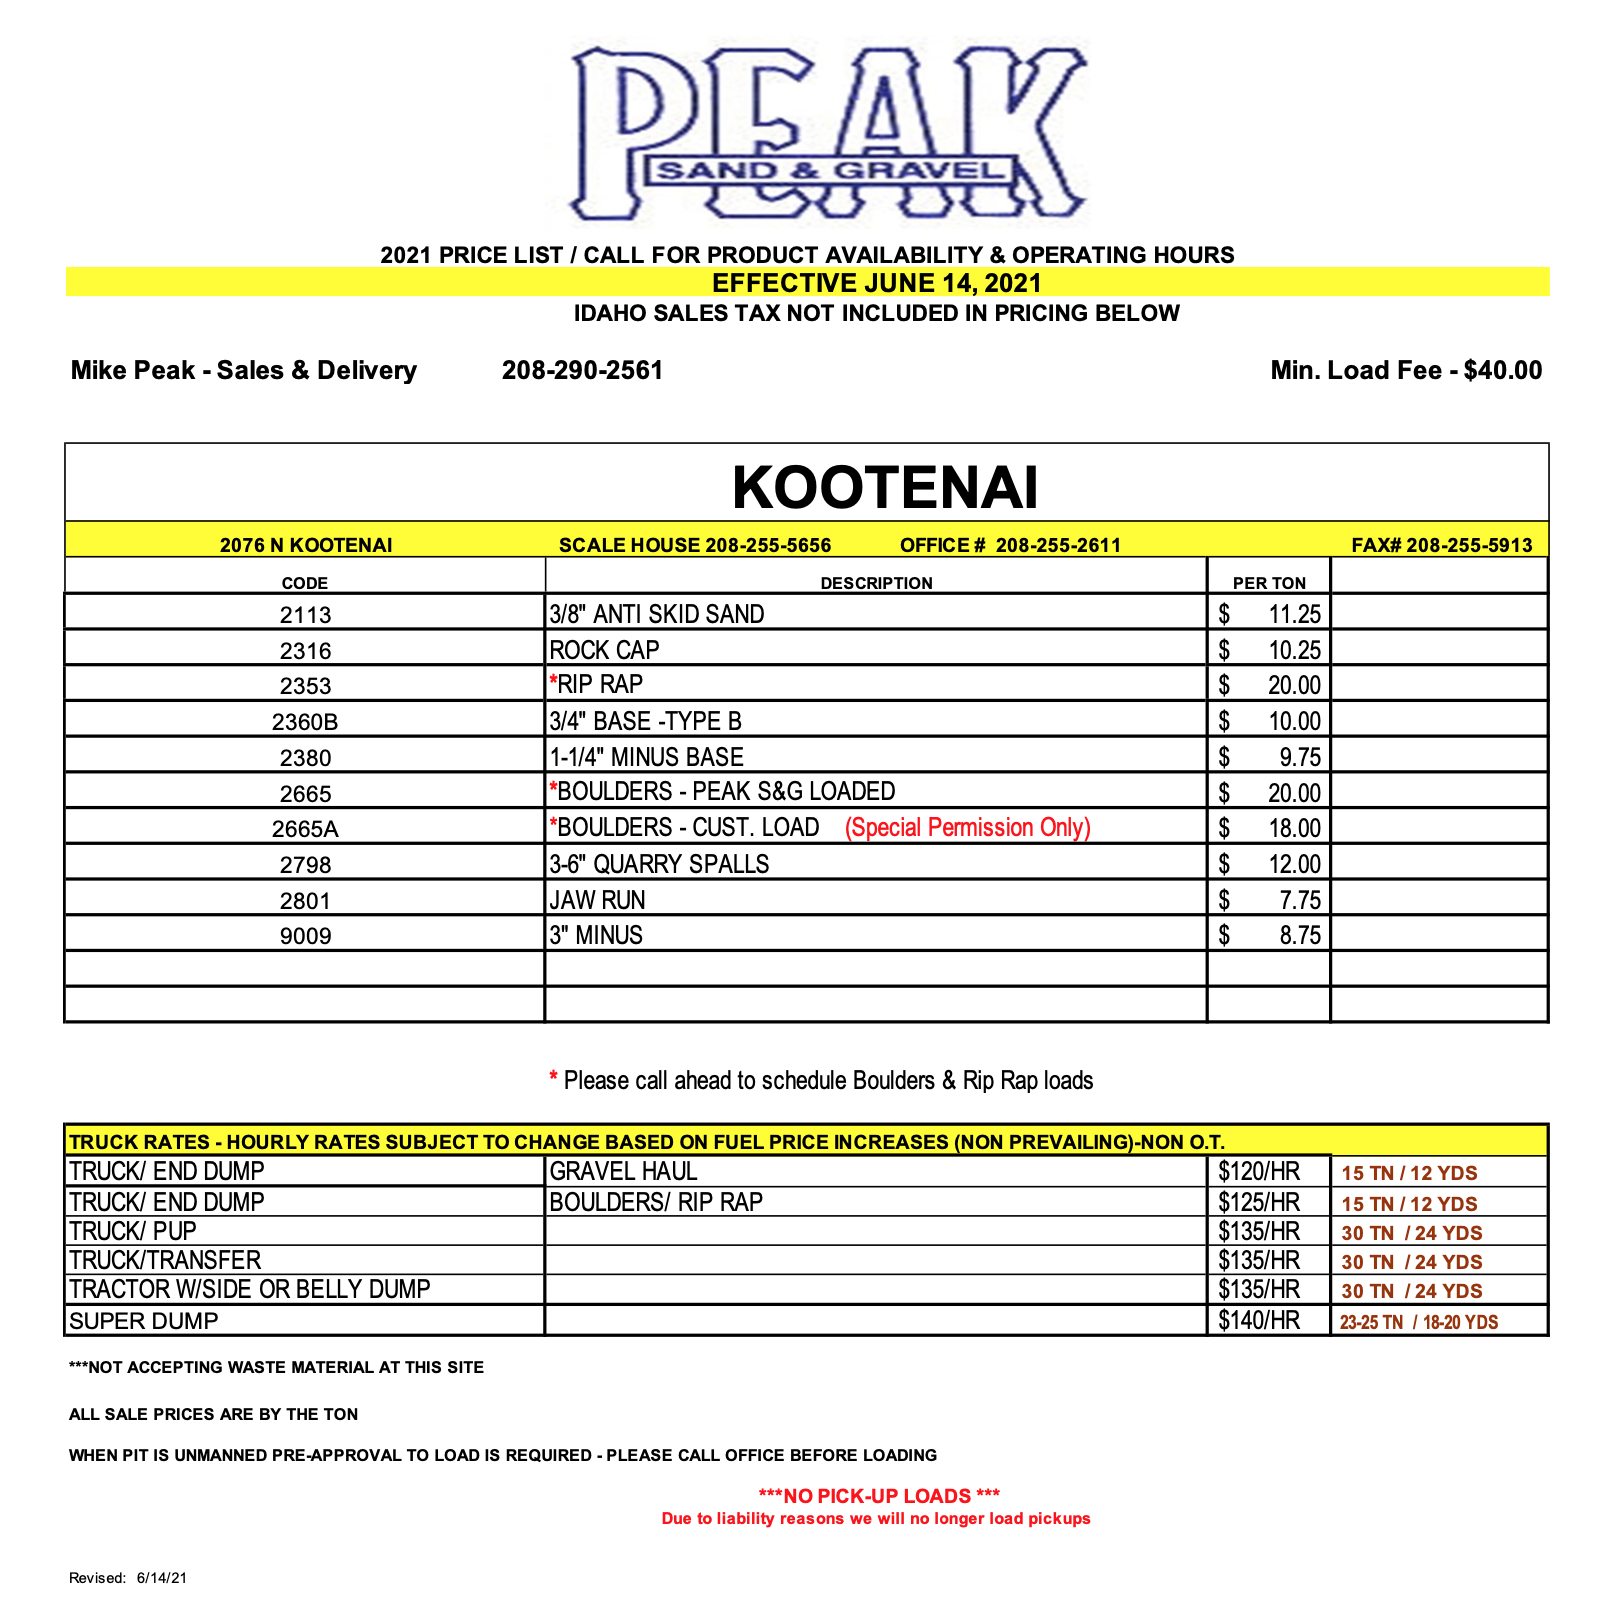 PEAK
SAND & GRAVEL
2021 PRICE LIST / CALL FOR PRODUCT AVAILABILITY & OPERATING HOURS
EFFECTIVE JUNE 14, 2021
IDAHO SALES TAX NOT INCLUDED IN PRICING BELOW
Mike Peak - Sales & Delivery 208-290-2561 Min. Load Fee - $40.00
KOOTENAI
2076 N KOOTENAI SCALE HOUSE 208-255-5656 OFFICE # 208-255-2611 FAX# 208-255-5913
CODE DESCRIPTION PER TON
2113 3/8" ANTI SKID SAND $ 11.25
2316 ROCK CAP $ 10.25
2353 *RIP RAP $ 20.00
2360B 3/4" BASE -TYPE B $ 10.00
2380 1-1/4" MINUS BASE $ 9.75
2665 *BOULDERS - PEAK S&G LOADED $ 20.00
2665A *BOULDERS - CUST. LOAD (Special Permission Only) $ 18.00
2798 3-6" QUARRY SPALLS $ 12.00
2801 JAW RUN $ 7.75
9009 3" MINUS $ 8.75
* Please call ahead to schedule Boulders & Rip Rap loads
TRUCK RATES - HOURLY RATES SUBJECT TO CHANGE BASED ON FUEL PRICE INCREASES (NON PREVAILING)-NON O.T.
TRUCK/ END DUMP GRAVEL HAUL $120/HR 15 TN / 12 YDS
TRUCK/ END DUMP BOULDERS/ RIP RAP $125/HR 15 TN / 12 YDS
TRUCK/ PUP $135/HR 30 TN / 24 YDS
TRUCK/TRANSFER $135/HR 30 TN / 24 YDS
TRACTOR W/SIDE OR BELLY DUMP $135/HR 30 TN / 24 YDS
SUPER DUMP $140/HR 23-25 TN / 18-20 YDS
***NOT ACCEPTING WASTE MATERIAL AT THIS SITE
ALL SALE PRICES ARE BY THE TON
WHEN PIT IS UNMANNED PRE-APPROVAL TO LOAD IS REQUIRED - PLEASE CALL OFFICE BEFORE LOADING
***NO PICK-UP LOADS ***
Due to liability reasons we will no longer load pickups
Revised: 6/14/21